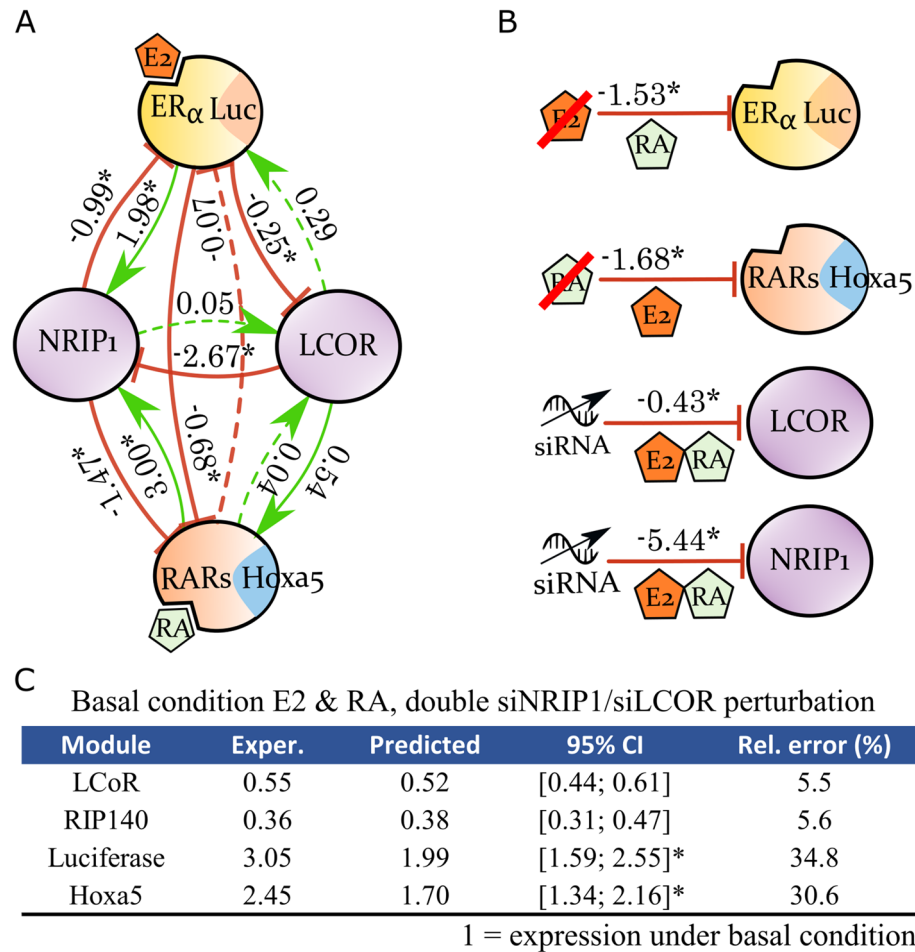 A
E2
ERα Luc
-0.99*
1.98*
-0.07
-0.25*
0.29
NRIP1
0.05
-2.67*
LCOR
-1.47*
3.00*
-0.68*
0.04
0.54
RARs Hoxa5
RA
B
E2
-1.53*
RA
ERα Luc
RA
-1.68*
E2
RARs Hoxa5
siRNA
-0.43*
E2 RA
LCOR
siRNA
-5.44*
E2 RA
NRIP1
C
Basal condition E2 & RA, double siNRIP1/siLCOR perturbation
Module Exper. Predicted 95% CI Rel. error (%)
LCoR 0.55 0.52 [0.44; 0.61] 5.5
RIP140 0.36 0.38 [0.31; 0.47] 5.6
Luciferase 3.05 1.99 [1.59; 2.55]* 34.8
Hoxa5 2.45 1.70 [1.34; 2.16]* 30.6
1 = expression under basal condition